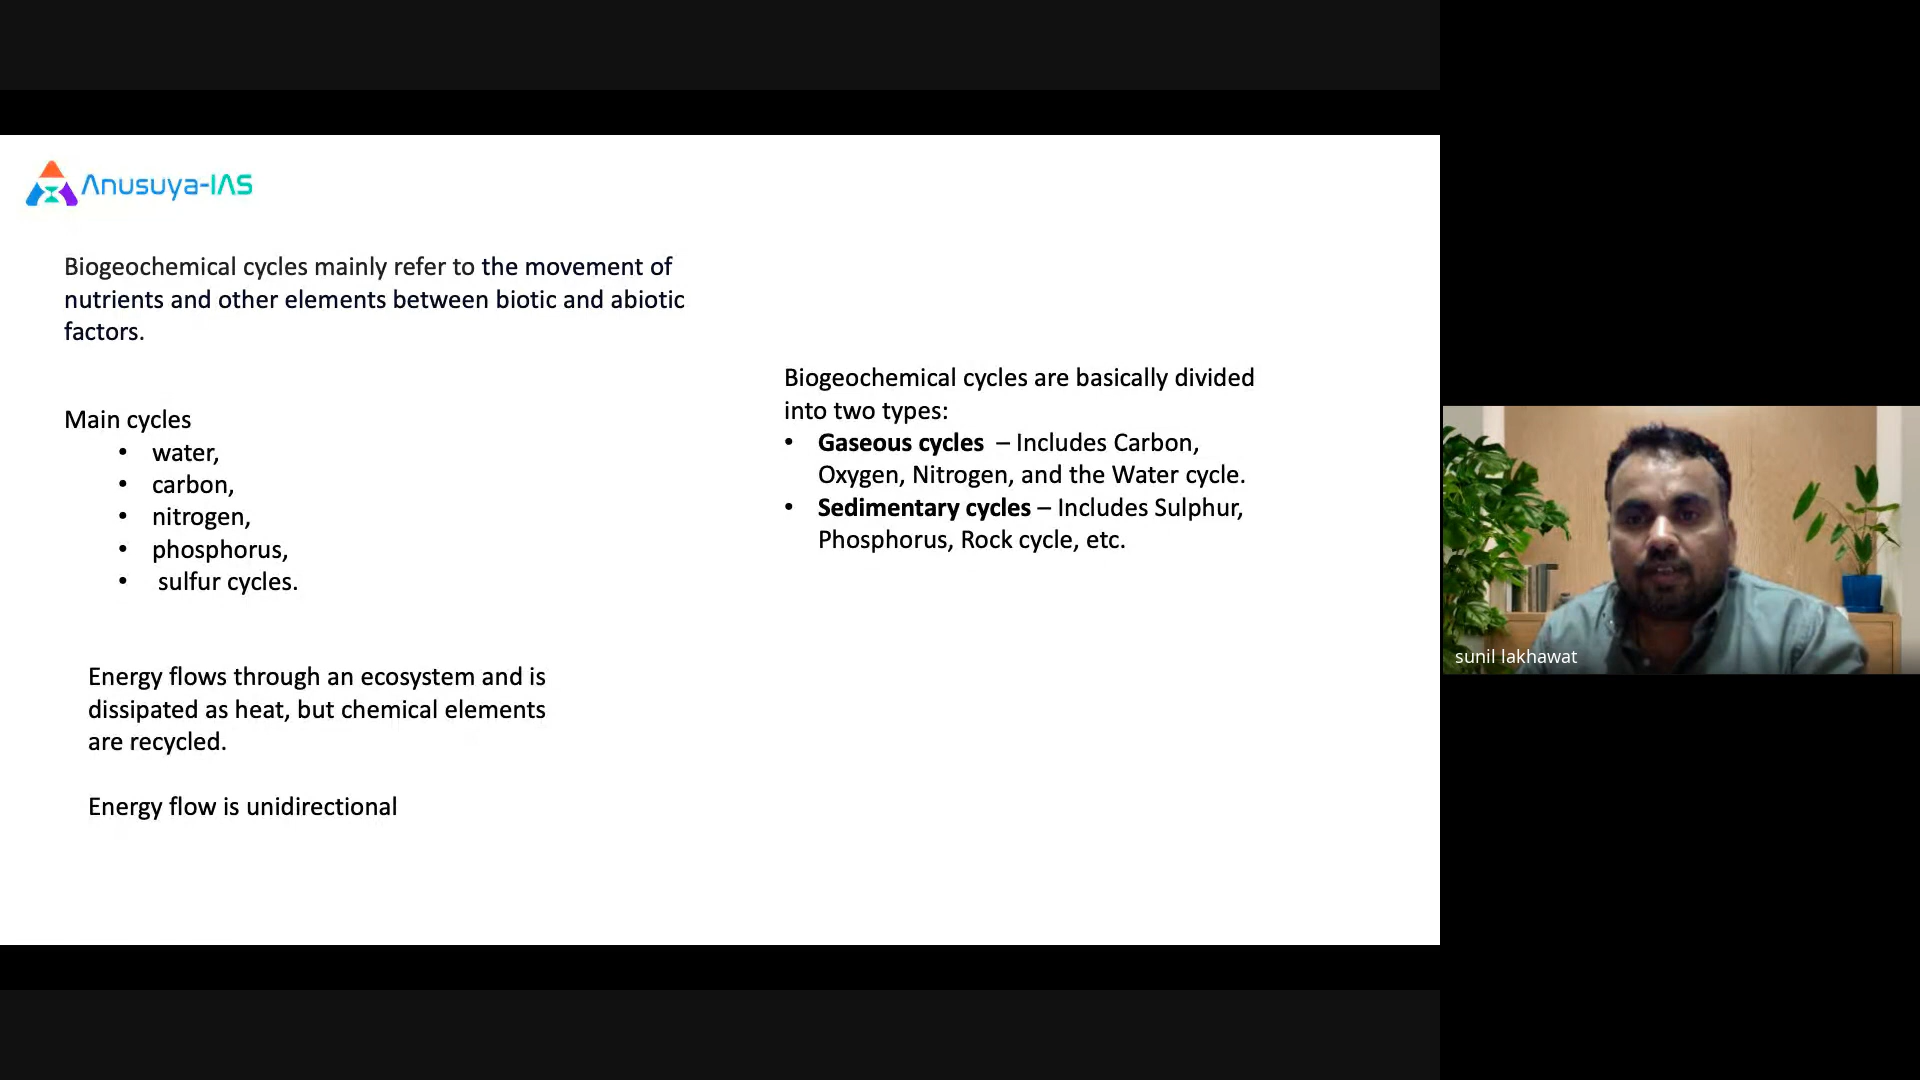 Anusuya-IAS
Biogeochemical cycles mainly refer to the movement of
nutrients and other elements between biotic and abiotic
factors.
Main cycles
• water,
• carbon,
• nitrogen,
• phosphorus,
• sulfur cycles.
Energy flows through an ecosystem and is
dissipated as heat, but chemical elements
are recycled.
Energy flow is unidirectional
Biogeochemical cycles are basically divided
into two types:
• Gaseous cycles – Includes Carbon,
Oxygen, Nitrogen, and the Water cycle.
• Sedimentary cycles – Includes Sulphur,
Phosphorus, Rock cycle, etc.
sunil lakhawat